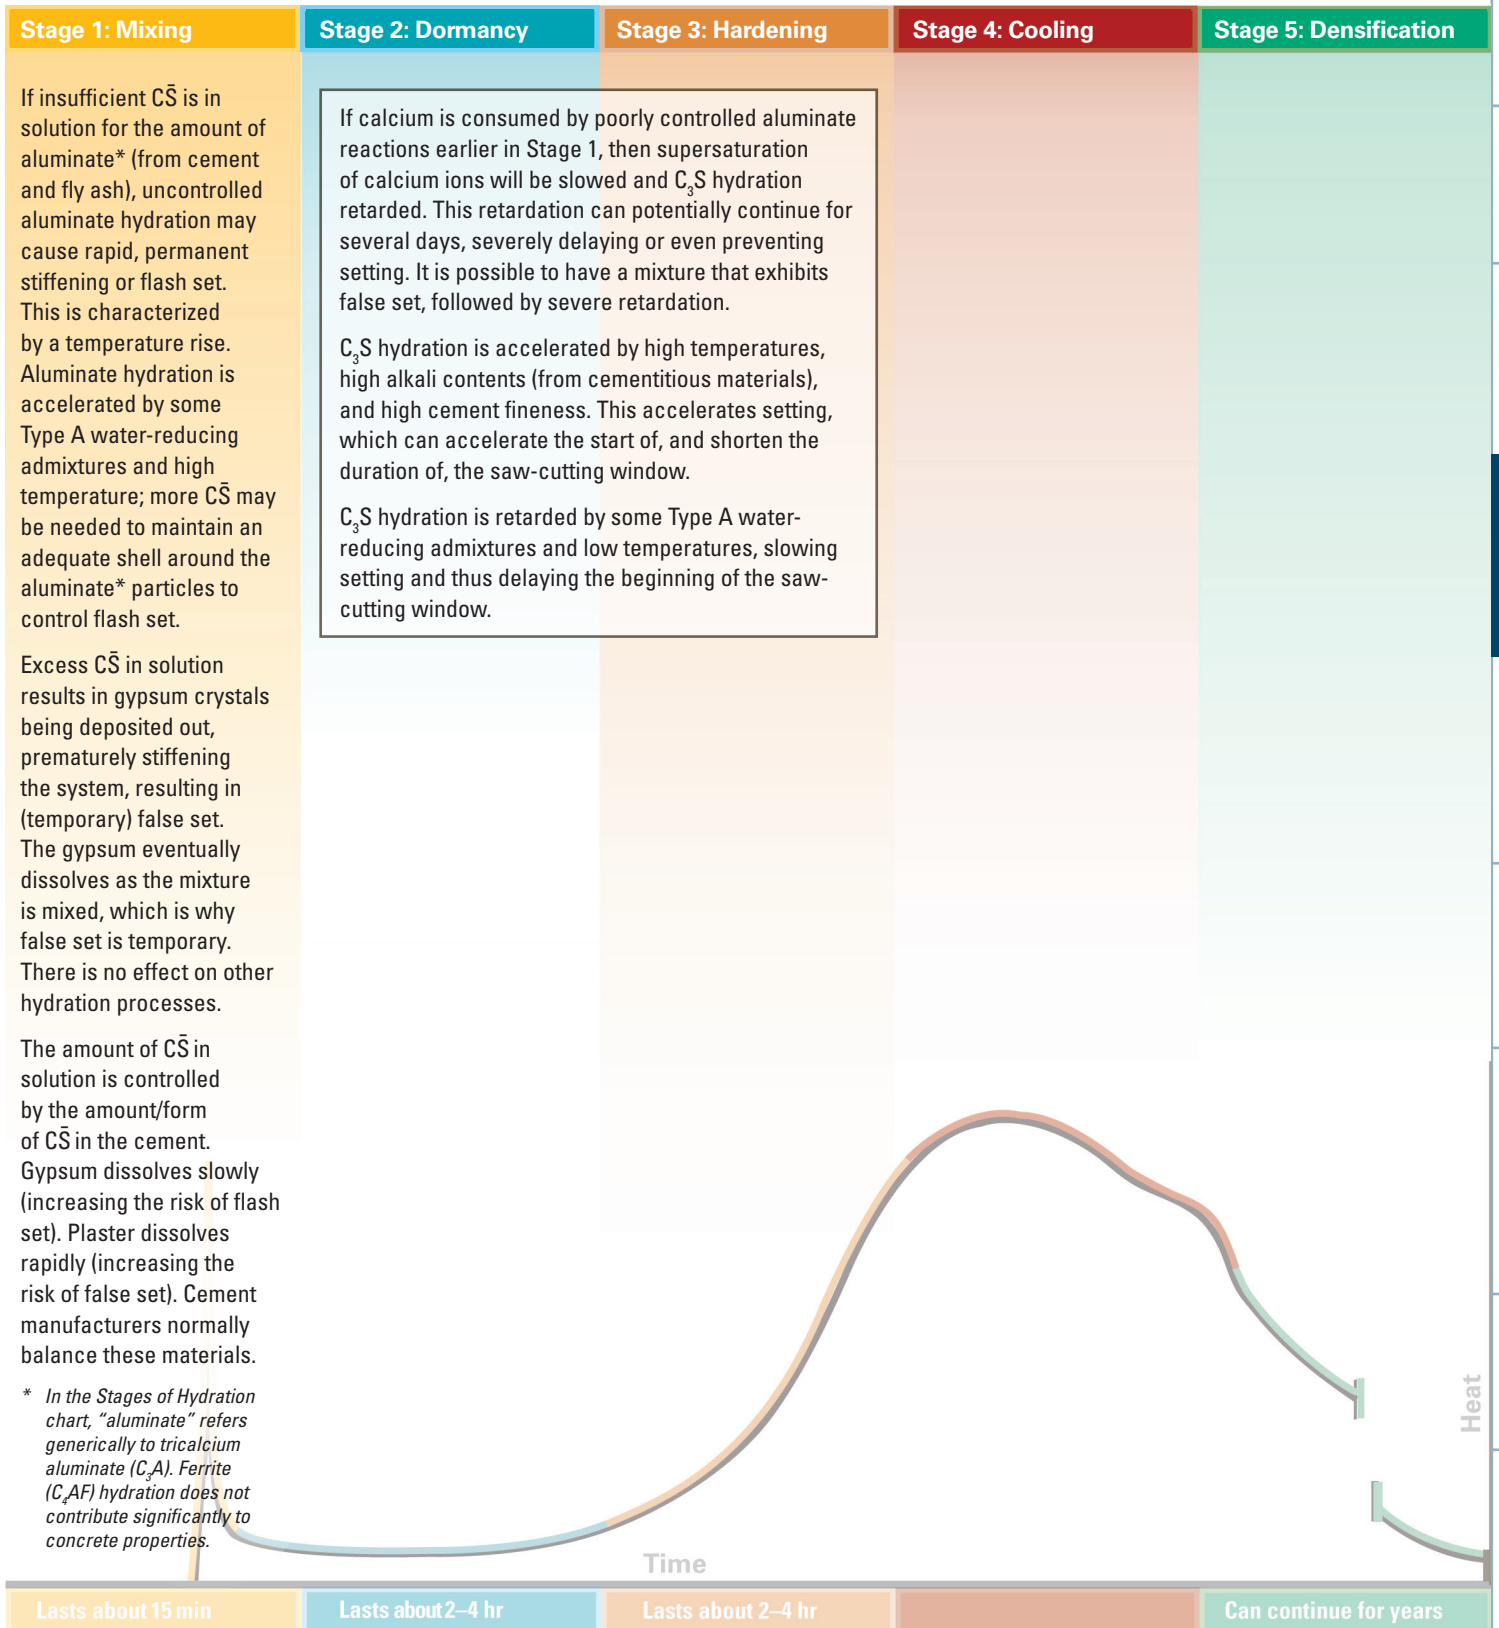 Stage 1: Mixing
Stage 2: Dormancy
Stage 3: Hardening
Stage 4: Cooling
Stage 5: Densification
If insufficient CS̄ is in
solution for the amount of
aluminate* (from cement
and fly ash), uncontrolled
aluminate hydration may
cause rapid, permanent
stiffening or flash set.
This is characterized
by a temperature rise.
Aluminate hydration is
accelerated by some
Type A water-reducing
admixtures and high
temperature; more CS̄ may
be needed to maintain an
adequate shell around the
aluminate* particles to
control flash set.
Excess CS̄ in solution
results in gypsum crystals
being deposited out,
prematurely stiffening
the system, resulting in
(temporary) false set.
The gypsum eventually
dissolves as the mixture
is mixed, which is why
false set is temporary.
There is no effect on other
hydration processes.
The amount of CS̄ in
solution is controlled
by the amount/form
of CS̄ in the cement.
Gypsum dissolves slowly
(increasing the risk of flash
set). Plaster dissolves
rapidly (increasing the
risk of false set). Cement
manufacturers normally
balance these materials.
* In the Stages of Hydration
chart, “aluminate” refers
generically to tricalcium
aluminate (C₃A). Ferrite
(C₄AF) hydration does not
contribute significantly to
concrete properties.
If calcium is consumed by poorly controlled aluminate
reactions earlier in Stage 1, then supersaturation
of calcium ions will be slowed and C₃S hydration
retarded. This retardation can potentially continue for
several days, severely delaying or even preventing
setting. It is possible to have a mixture that exhibits
false set, followed by severe retardation.
C₃S hydration is accelerated by high temperatures,
high alkali contents (from cementitious materials),
and high cement fineness. This accelerates setting,
which can accelerate the start of, and shorten the
duration of, the saw-cutting window.
C₃S hydration is retarded by some Type A water-
reducing admixtures and low temperatures, slowing
setting and thus delaying the beginning of the saw-
cutting window.
Heat
Time
Lasts about 15 min
Lasts about 2–4 hr
Lasts about 2–4 hr
Can continue for years